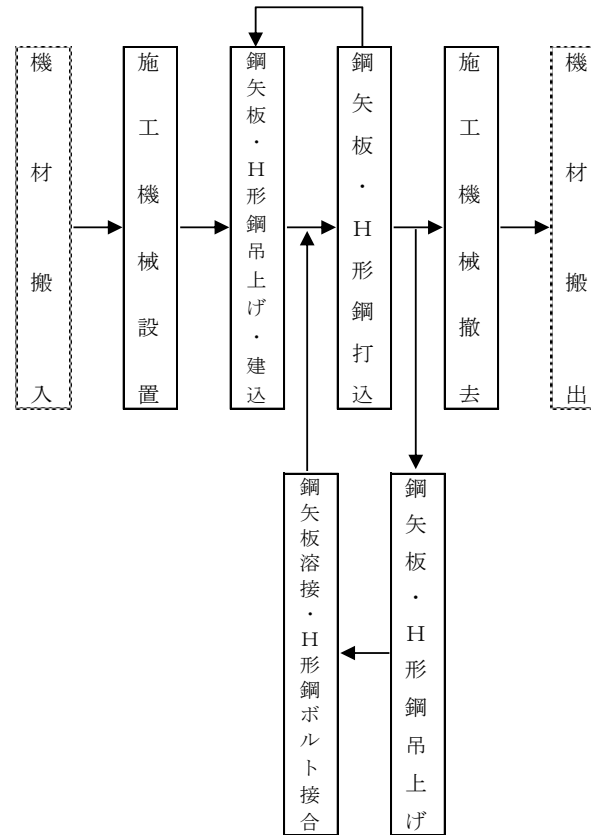 機材搬入
施工機械設置
鋼矢板・H形鋼吊上げ・建込
鋼矢板・H形鋼打込
施工機械撤去
機材搬出
鋼矢板溶接・H形鋼ボルト接合
鋼矢板・H形鋼吊上げ